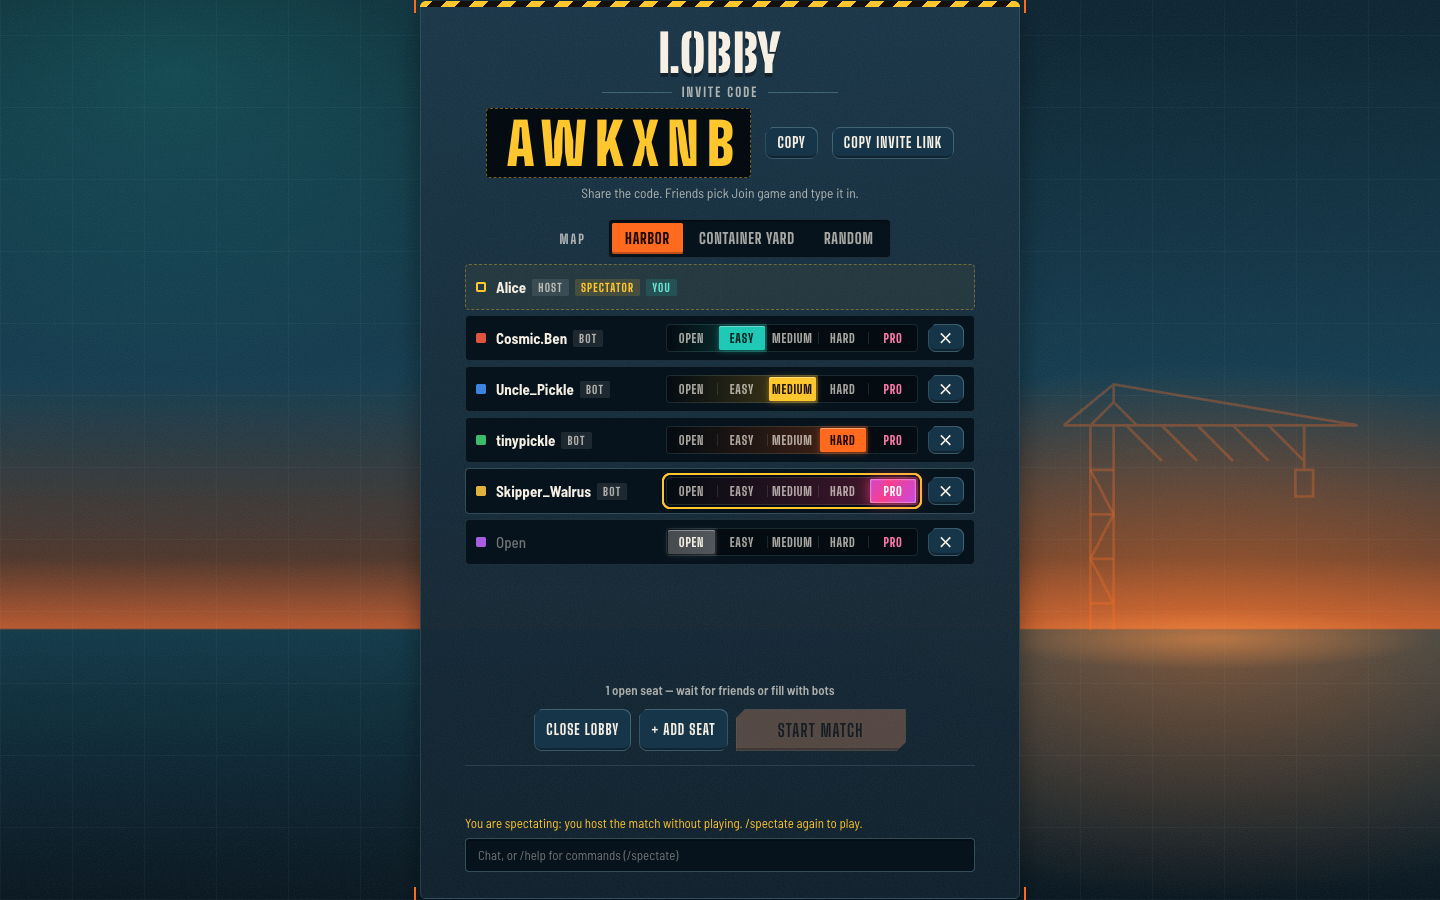 LOBBY
INVITE CODE
AWKXNB COPY COPY INVITE LINK
Share the code. Friends pick Join game and type it in.
MAP HARBOR CONTAINER YARD RANDOM
Alice HOST SPECTATOR YOU
Cosmic.Ben BOT OPEN EASY MEDIUM HARD PRO ✕
Uncle_Pickle BOT OPEN EASY MEDIUM HARD PRO ✕
tinypickle BOT OPEN EASY MEDIUM HARD PRO ✕
Skipper_Walrus BOT OPEN EASY MEDIUM HARD PRO ✕
Open OPEN EASY MEDIUM HARD PRO ✕
1 open seat — wait for friends or fill with bots
CLOSE LOBBY + ADD SEAT START MATCH
You are spectating: you host the match without playing. /spectate again to play.
Chat, or /help for commands (/spectate)